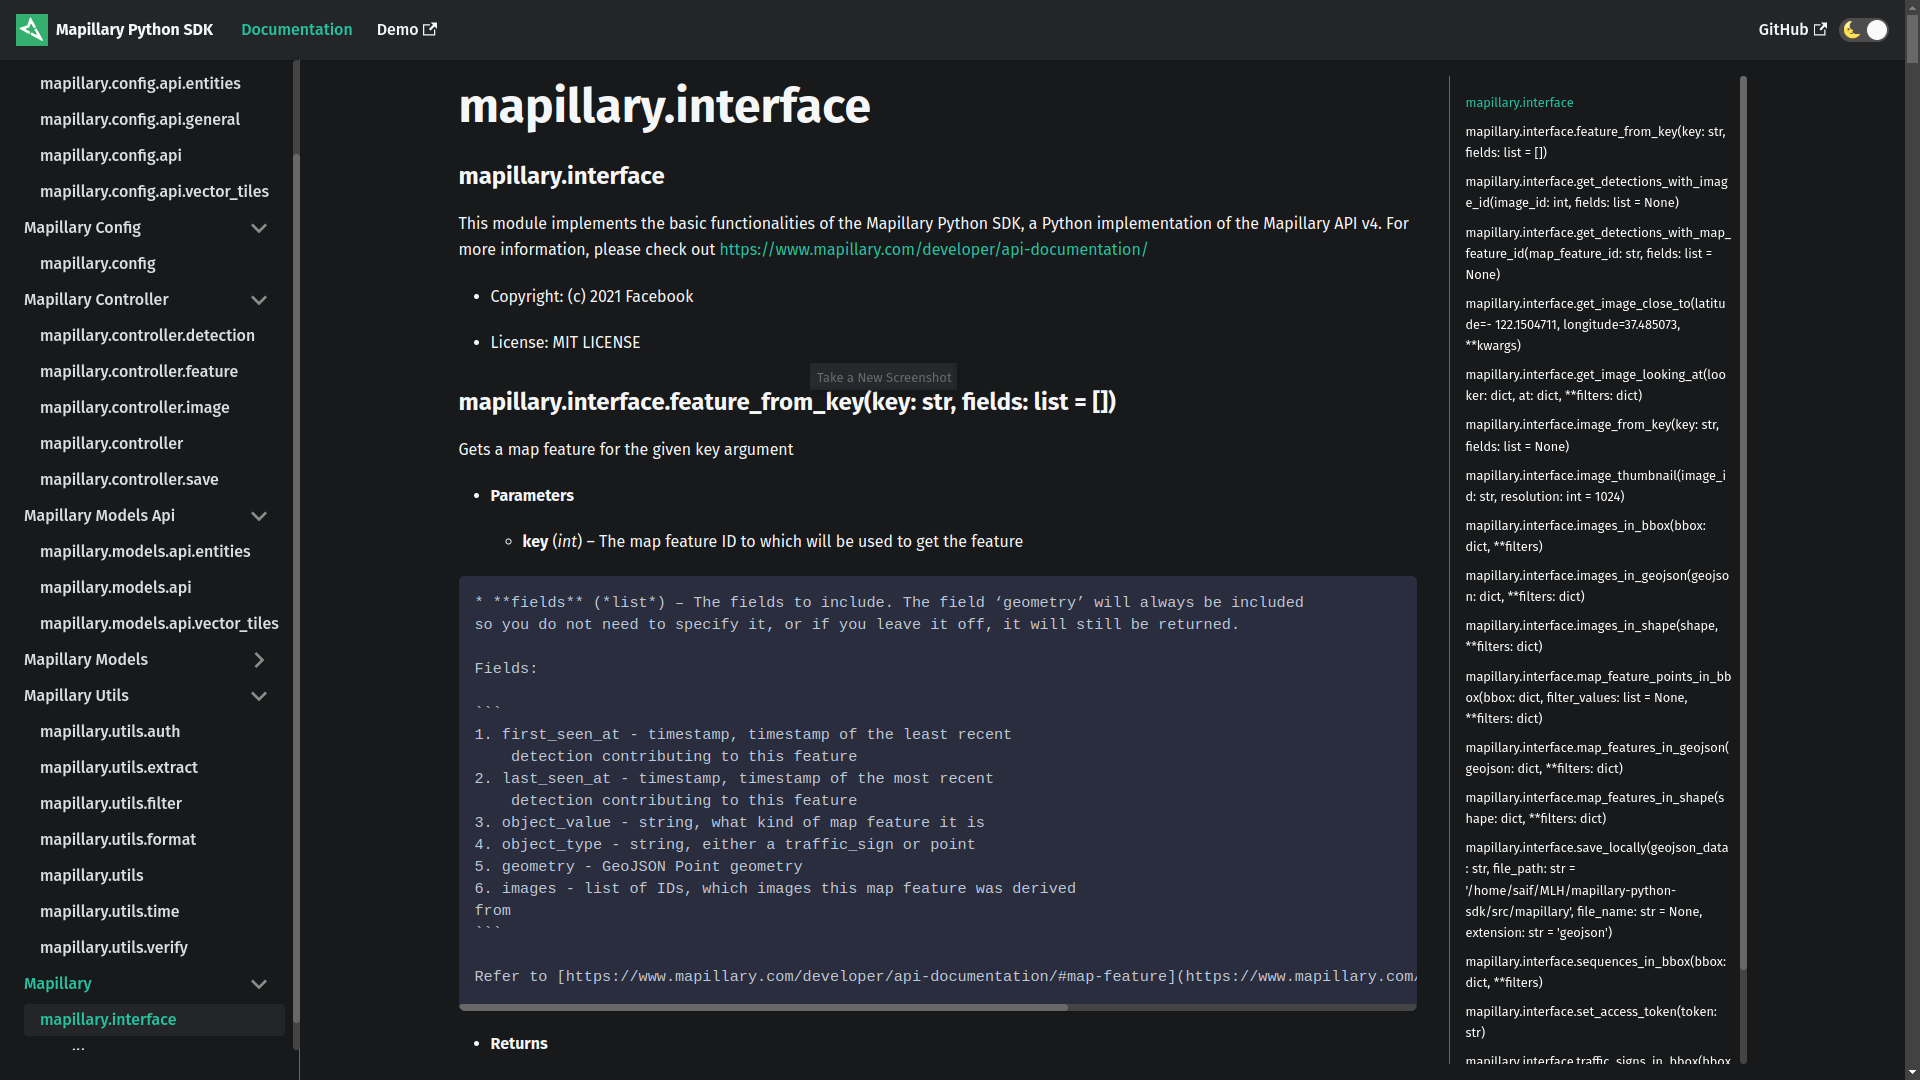 Mapillary Python SDK
Documentation
Demo
GitHub
mapillary.config.api.entities
mapillary.config.api.general
mapillary.config.api
mapillary.config.api.vector_tiles
Mapillary Config
mapillary.config
Mapillary Controller
mapillary.controller.detection
mapillary.controller.feature
mapillary.controller.image
mapillary.controller
mapillary.controller.save
Mapillary Models Api
mapillary.models.api.entities
mapillary.models.api
mapillary.models.api.vector_tiles
Mapillary Models
Mapillary Utils
mapillary.utils.auth
mapillary.utils.extract
mapillary.utils.filter
mapillary.utils.format
mapillary.utils
mapillary.utils.time
mapillary.utils.verify
Mapillary
mapillary.interface
mapillary.interface
mapillary.interface
This module implements the basic functionalities of the Mapillary Python SDK, a Python implementation of the Mapillary API v4. For
more information, please check out https://www.mapillary.com/developer/api-documentation/
• Copyright: (c) 2021 Facebook
• License: MIT LICENSE
Take a New Screenshot
mapillary.interface.feature_from_key(key: str, fields: list = [])
Gets a map feature for the given key argument
• Parameters
◦ key (int) – The map feature ID to which will be used to get the feature
* **fields** (*list*) – The fields to include. The field ‘geometry’ will always be included
so you do not need to specify it, or if you leave it off, it will still be returned.
Fields:
```
1. first_seen_at - timestamp, timestamp of the least recent
detection contributing to this feature
2. last_seen_at - timestamp, timestamp of the most recent
detection contributing to this feature
3. object_value - string, what kind of map feature it is
4. object_type - string, either a traffic_sign or point
5. geometry - GeoJSON Point geometry
6. images - list of IDs, which images this map feature was derived
from
```
Refer to [https://www.mapillary.com/developer/api-documentation/#map-feature](https://www.mapillary.com/
• Returns
mapillary.interface
mapillary.interface.feature_from_key(key: str,
fields: list = [])
mapillary.interface.get_detections_with_imag
e_id(image_id: int, fields: list = None)
mapillary.interface.get_detections_with_map_
feature_id(map_feature_id: str, fields: list =
None)
mapillary.interface.get_image_close_to(latitu
de=- 122.1504711, longitude=37.485073,
**kwargs)
mapillary.interface.get_image_looking_at(loo
ker: dict, at: dict, **filters: dict)
mapillary.interface.image_from_key(key: str,
fields: list = None)
mapillary.interface.image_thumbnail(image_i
d: str, resolution: int = 1024)
mapillary.interface.images_in_bbox(bbox:
dict, **filters)
mapillary.interface.images_in_geojson(geojso
n: dict, **filters: dict)
mapillary.interface.images_in_shape(shape,
**filters: dict)
mapillary.interface.map_feature_points_in_bb
ox(bbox: dict, filter_values: list = None,
**filters: dict)
mapillary.interface.map_features_in_geojson(
geojson: dict, **filters: dict)
mapillary.interface.map_features_in_shape(s
hape: dict, **filters: dict)
mapillary.interface.save_locally(geojson_data
: str, file_path: str =
'/home/saif/MLH/mapillary-python-
sdk/src/mapillary', file_name: str = None,
extension: str = 'geojson')
mapillary.interface.sequences_in_bbox(bbox:
dict, **filters)
mapillary.interface.set_access_token(token:
str)
mapillary.interface.traffic_signs_in_bbox(bbox